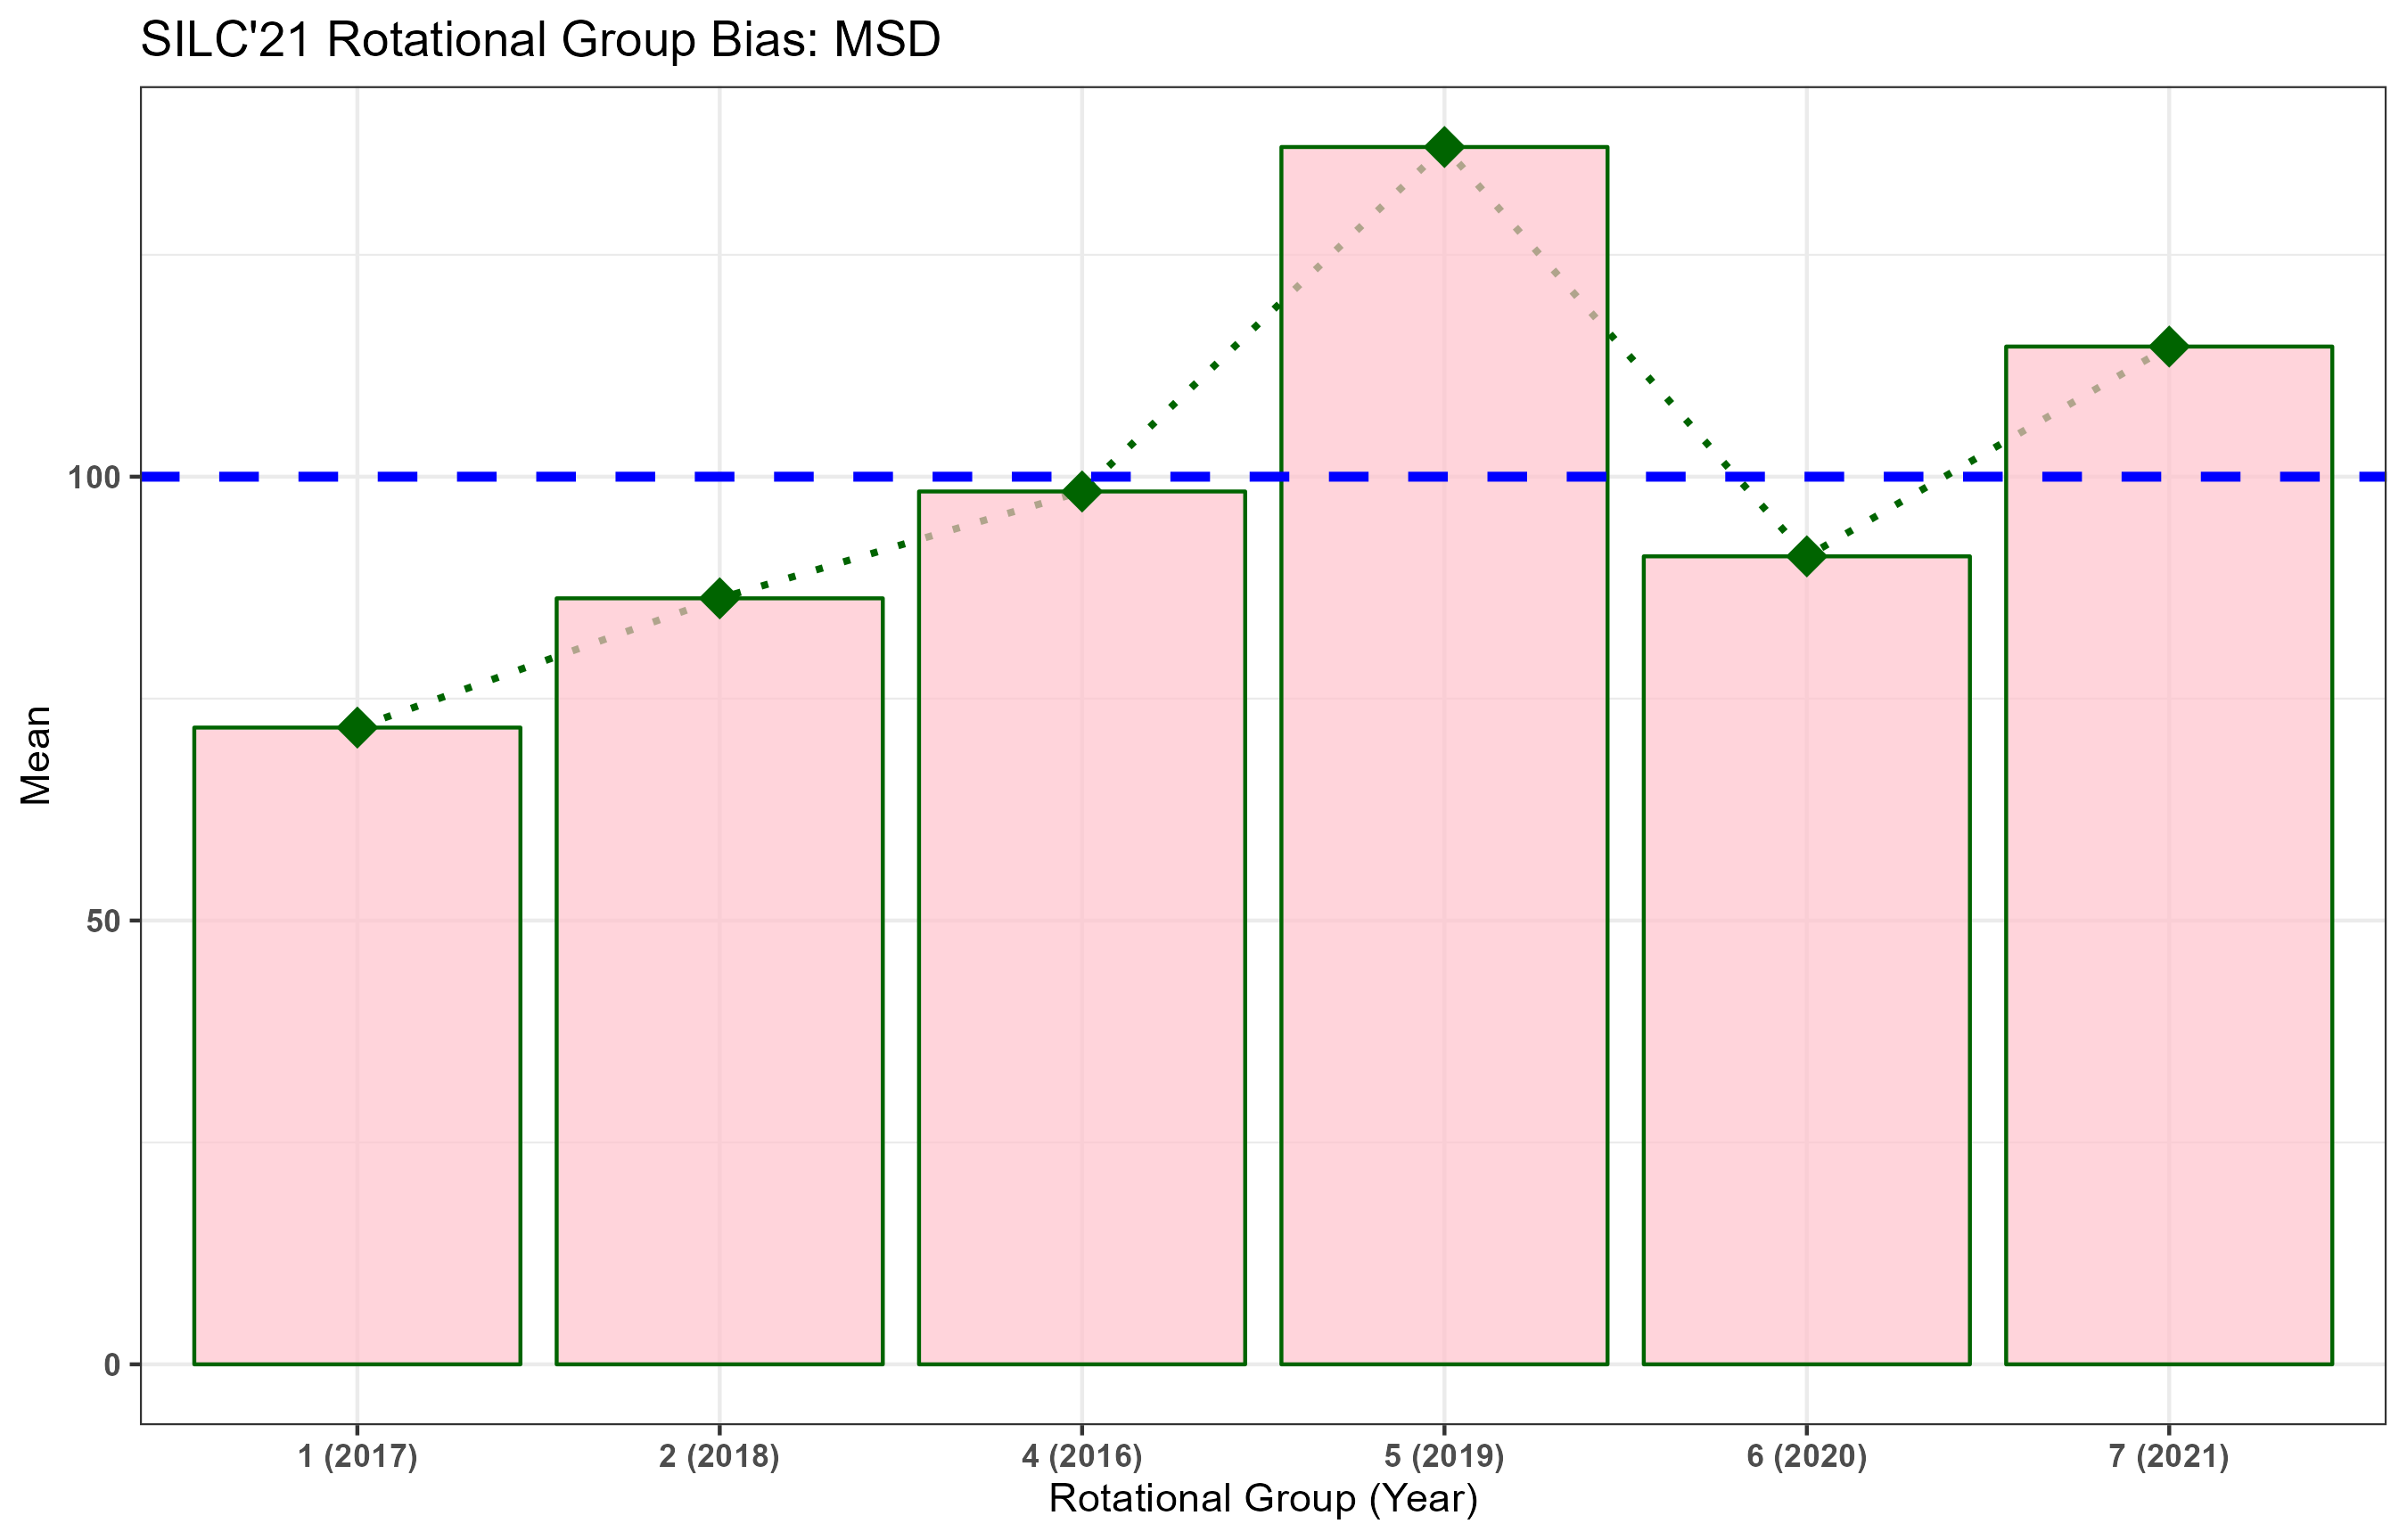 SILC'21 Rotational Group Bias: MSD
Mean
100
50
0
1 (2017) 2 (2018) 4 (2016) 5 (2019) 6 (2020) 7 (2021)
Rotational Group (Year)